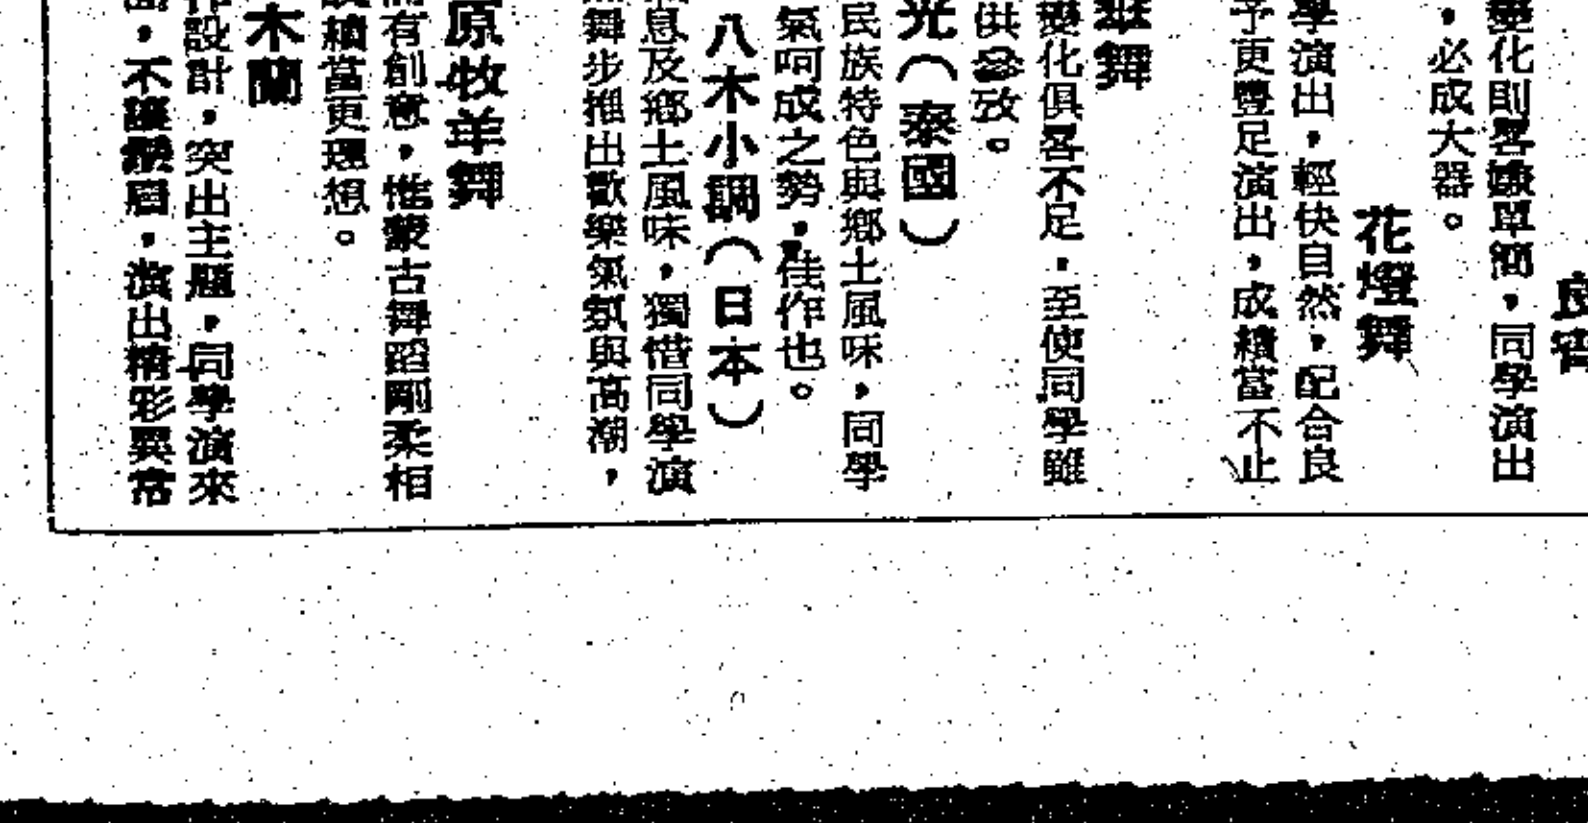 良宵
變化則畧嫌單簡，同學演出
，必成大器。
花燈舞
學演出，輕快自然，配合良
予更豐足演出，成績當不止
傘舞
變化俱畧不足，至使同學雖
供參攷。
光（泰國）
民族特色與鄉土風味，同學
氣呵成之勢，佳作也。
八木小調（日本）
息及鄉土風味，獨惜同學演
舞步推出歡樂氣氛與高潮，
原牧羊舞
有創意，惟蒙古舞蹈剛柔相
績當更理想。
木蘭
設計，突出主題，同學演來
，不讓鬚眉，演出精彩異常